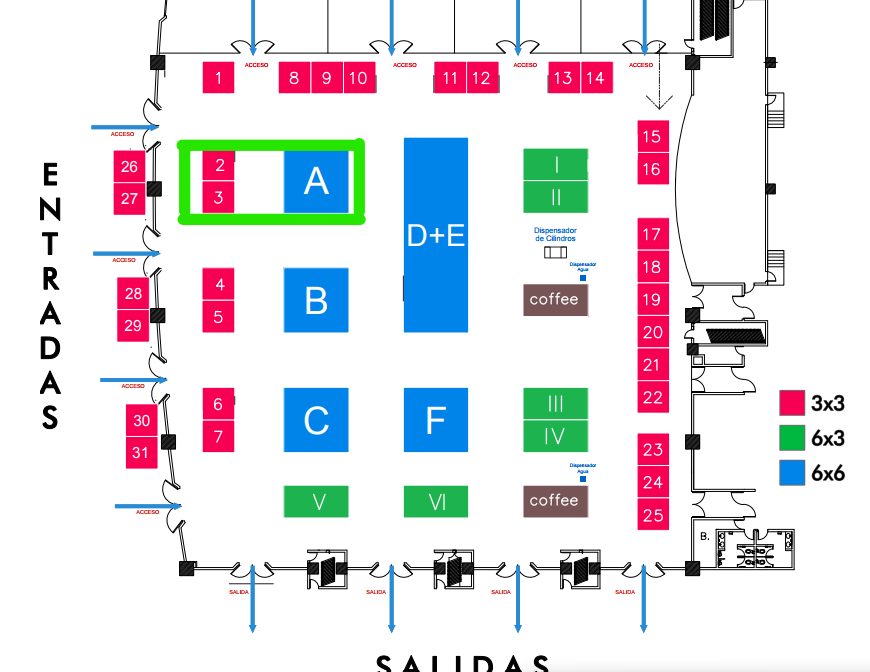 ACCESO
ACCESO
ACCESO
ACCESO
1
8
9
10
11
12
13
14
ACCESO
15
16
E
N
T
R
A
D
A
S
26
27
2
3
A
D+E
I
II
Dispensador
de Cilindros
Dispensador
Agua
17
18
19
20
21
22
ACCESO
28
29
4
5
B
coffee
ACCESO
30
31
6
7
C
F
III
IV
3x3
6x3
6x6
23
24
25
Dispensador
Agua
V
VI
coffee
ACCESO
B.
SALIDA
SALIDA
SALIDA
SALIDA
SALIDAS